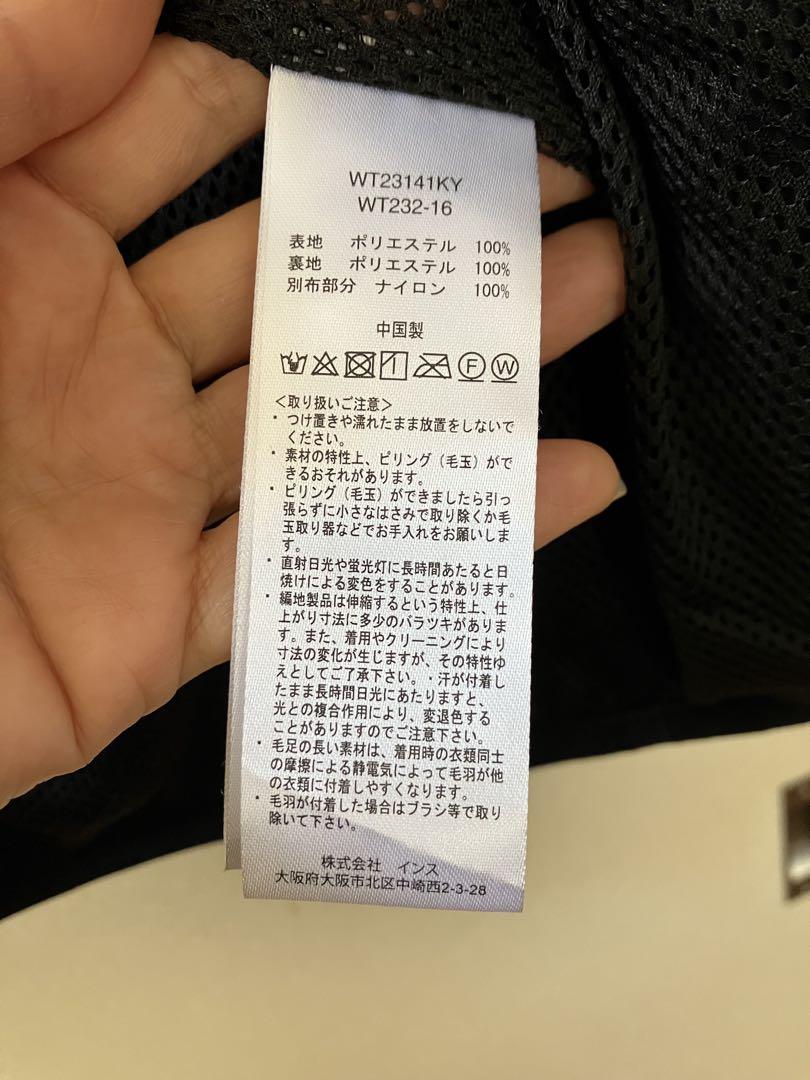 WT23141KY
WT232-16
表地 ポリエステル 100%
裏地 ポリエステル 100%
別布部分 ナイロン 100%
中国製
F W
＜取り扱いご注意＞
・つけ置きや濡れたまま放置をしないで
ください。
・素材の特性上、ピリング（毛玉）がで
きるおそれがあります。
・ピリング（毛玉）ができましたら引っ
張らずに小さなはさみで取り除くか毛
玉取り器などでお手入れをお願いしま
す。
・直射日光や蛍光灯に長時間あたると日
焼けによる変色をすることがあります。
・編地製品は伸縮するという特性上、仕
上がり寸法に多少のバラツキがありま
す。また、着用やクリーニングにより
寸法の変化が生じますが、その特性ゆ
えとしてご了承下さい。・汗が付着し
たまま長時間日光にあたりますと、
光との複合作用により、変退色する
ことがありますのでご注意下さい。
・毛足の長い素材は、着用時の衣類同士
の摩擦による静電気によって毛羽が他
の衣類に付着しやすくなります。
・毛羽が付着した場合はブラシ等で取り
除いて下さい。
株式会社 インス
大阪府大阪市北区中崎西2-3-28